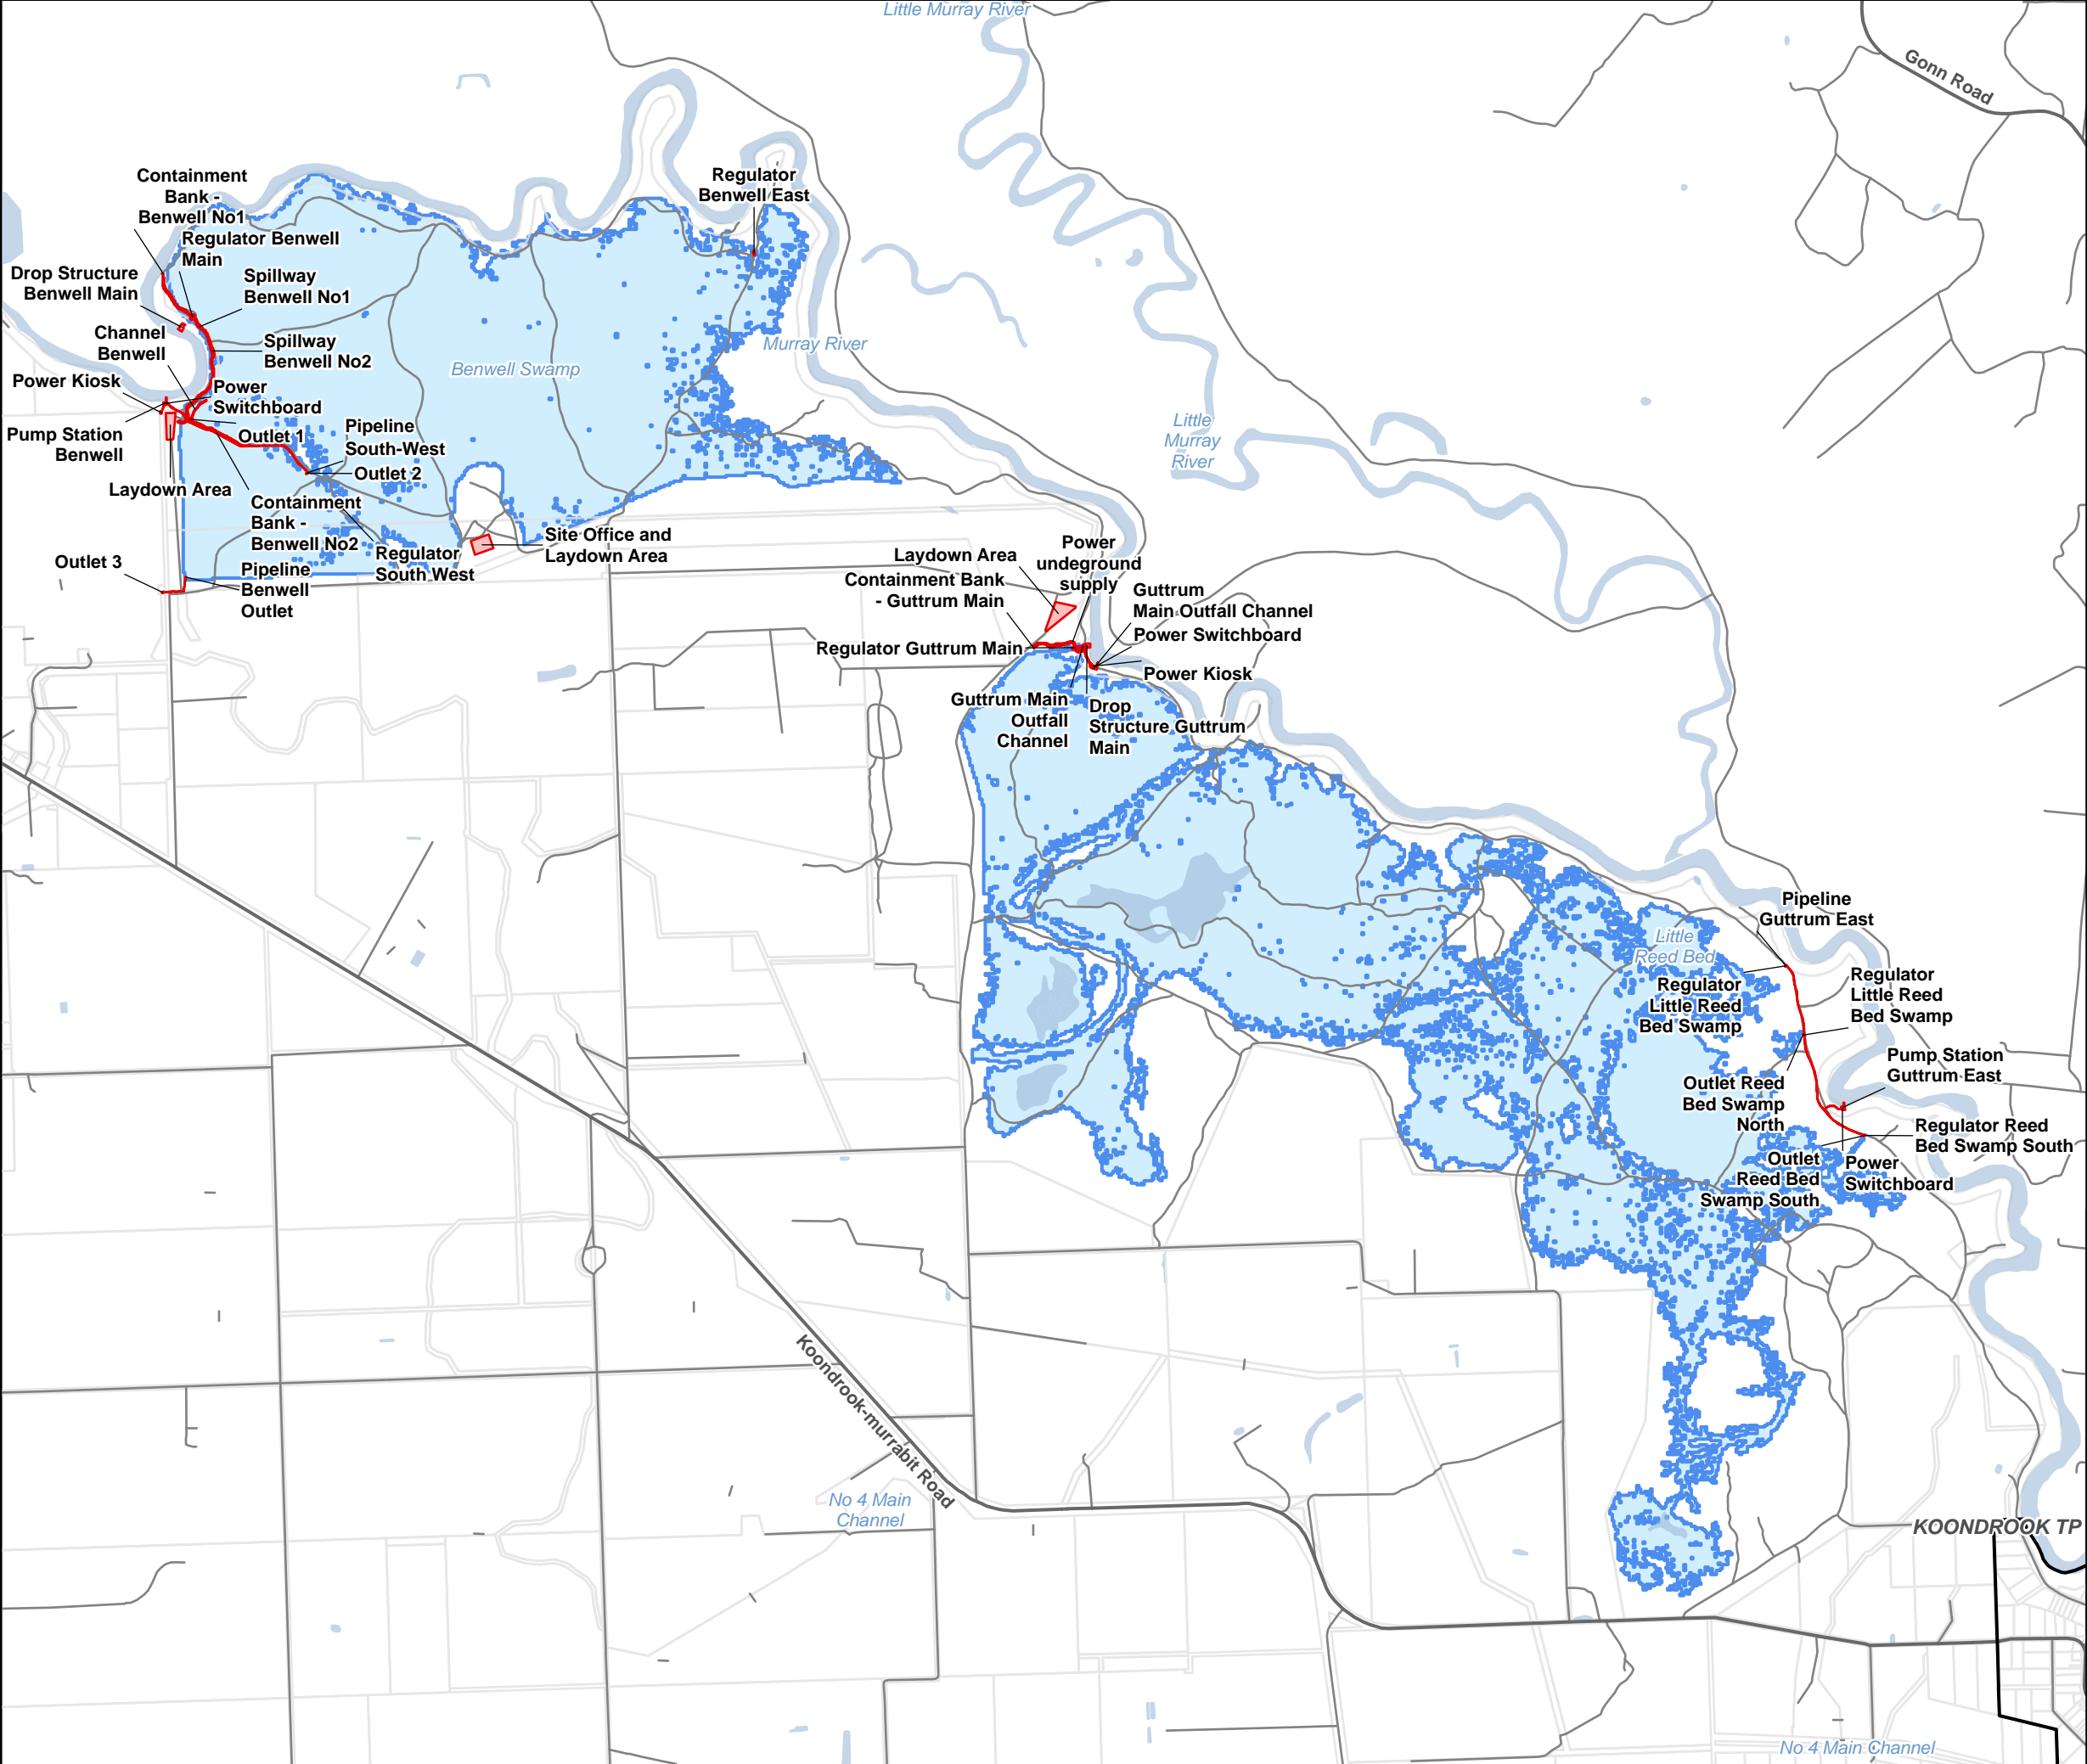 Little Murray River
Gonn Road
Containment
Bank -
Benwell No1
Regulator Benwell
Main
Drop Structure
Benwell Main
Spillway
Benwell No1
Channel
Benwell
Spillway
Benwell No2
Power Kiosk
Power
Switchboard
Pump Station
Benwell
Outlet 1
Pipeline
South-West
Outlet 2
Laydown Area
Containment
Bank -
Benwell No2
Regulator
South West
Site Office and
Laydown Area
Outlet 3
Pipeline
Benwell
Outlet
Benwell Swamp
Regulator
Benwell East
Murray River
Little
Murray
River
Laydown Area
Power
undeground
supply
Containment Bank
- Guttrum Main
Guttrum
Main Outfall Channel
Power Switchboard
Regulator Guttrum Main
Power Kiosk
Guttrum Main
Outfall
Channel
Drop
Structure Guttrum
Main
Pipeline
Guttrum East
Little
Reed Bed
Regulator
Little Reed
Bed Swamp
Regulator
Little Reed
Bed Swamp
Pump Station
Guttrum East
Outlet Reed
Bed Swamp
North
Regulator Reed
Bed Swamp South
Outlet
Reed Bed
Swamp South
Power
Switchboard
Koondrook-murrabit Road
No 4 Main
Channel
KOONDROOK TP
No 4 Main Channel